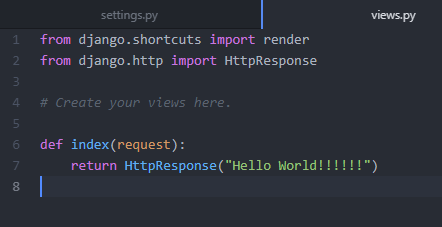 settings.py views.py
1 from django.shortcuts import render
2 from django.http import HttpResponse
3
4 # Create your views here.
5
6 def index(request):
7     return HttpResponse("Hello World!!!!!!")
8